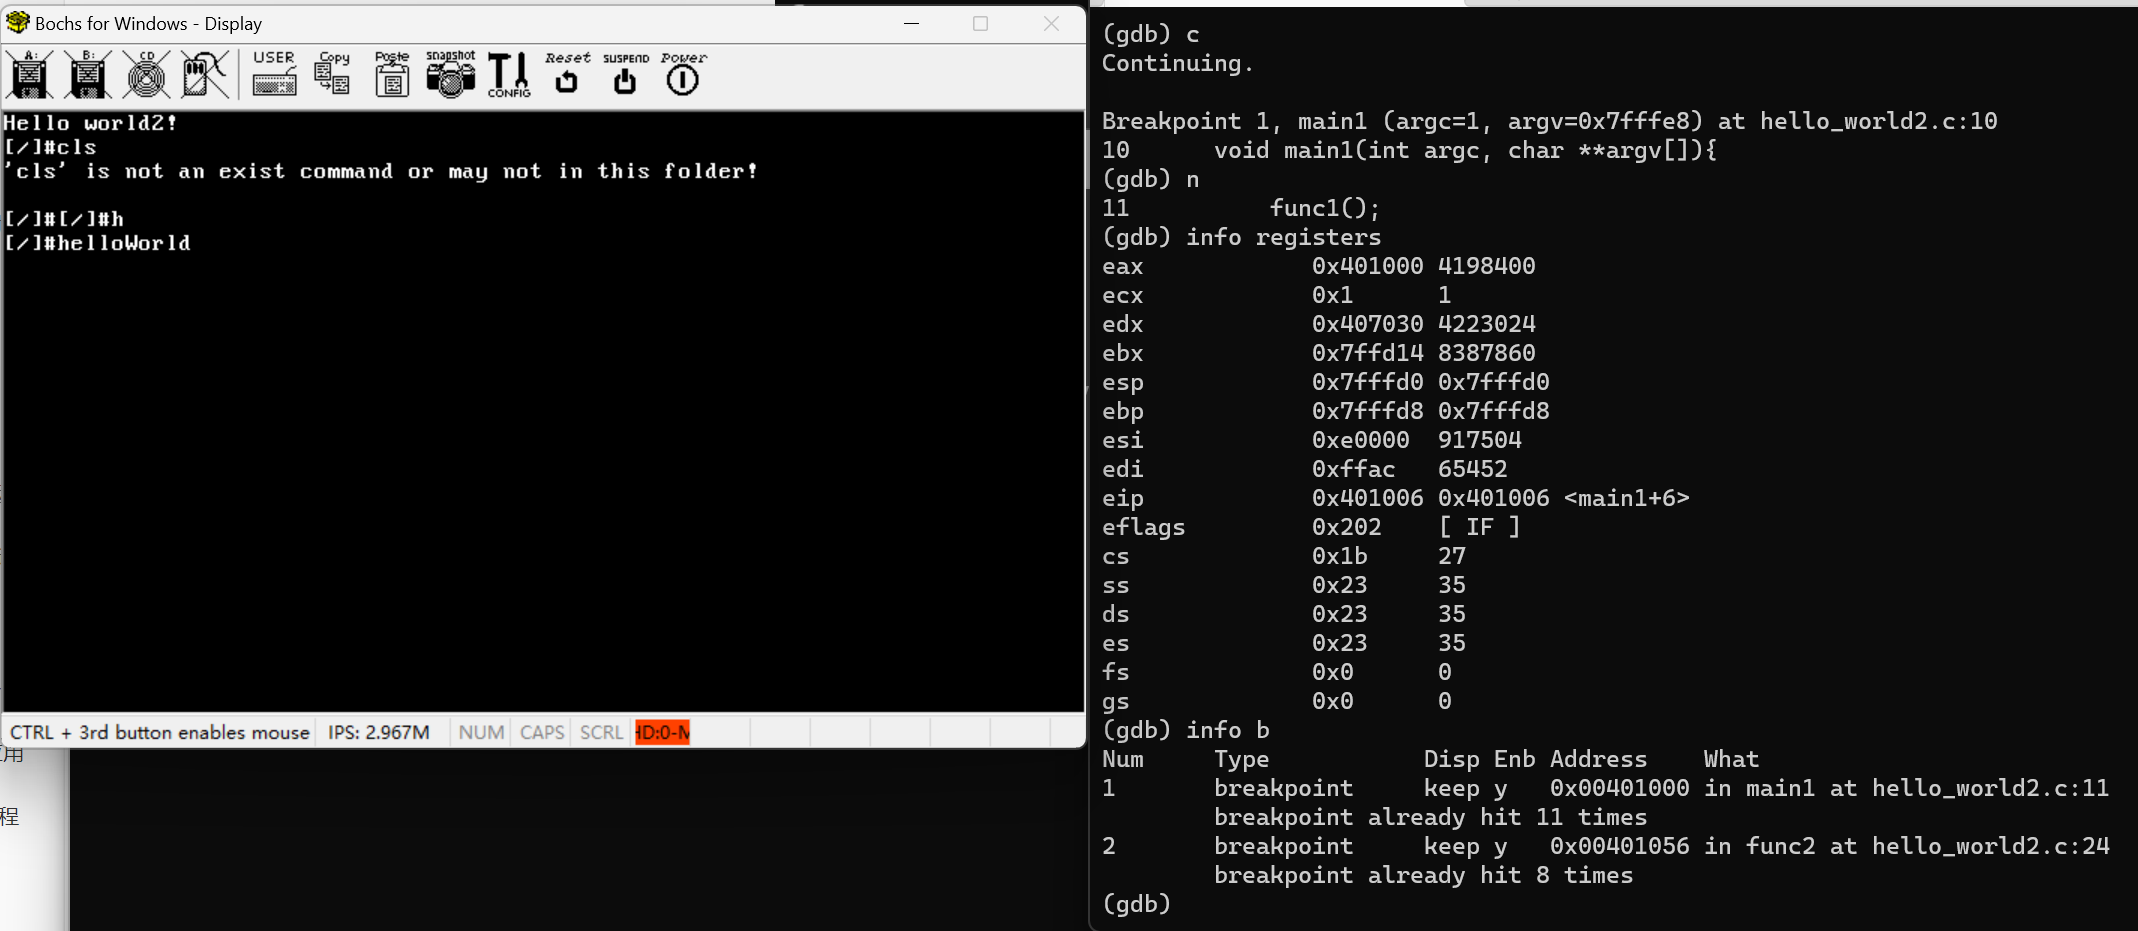 Bochs for Windows - Display
A:
B:
CD
USER
Copy
Paste
snapshot
CONFIG
Reset
SUSPEND
Power
Hello world2!
[/]#cls
'cls' is not an exist command or may not in this folder!
[/]#[/]#h
[/]#helloWorld
CTRL + 3rd button enables mouse
IPS: 2.967M
NUM
CAPS
SCRL
HD:0-M
用
程
(gdb) c
Continuing.
Breakpoint 1, main1 (argc=1, argv=0x7fffe8) at hello_world2.c:10
10      void main1(int argc, char **argv[]){
(gdb) n
11          func1();
(gdb) info registers
eax            0x401000 4198400
ecx            0x1      1
edx            0x407030 4223024
ebx            0x7ffd14 8387860
esp            0x7fffd0 0x7fffd0
ebp            0x7fffd8 0x7fffd8
esi            0xe0000  917504
edi            0xffac   65452
eip            0x401006 0x401006 <main1+6>
eflags         0x202    [ IF ]
cs             0x1b     27
ss             0x23     35
ds             0x23     35
es             0x23     35
fs             0x0      0
gs             0x0      0
(gdb) info b
Num     Type           Disp Enb Address    What
1       breakpoint     keep y   0x00401000 in main1 at hello_world2.c:11
        breakpoint already hit 11 times
2       breakpoint     keep y   0x00401056 in func2 at hello_world2.c:24
        breakpoint already hit 8 times
(gdb)